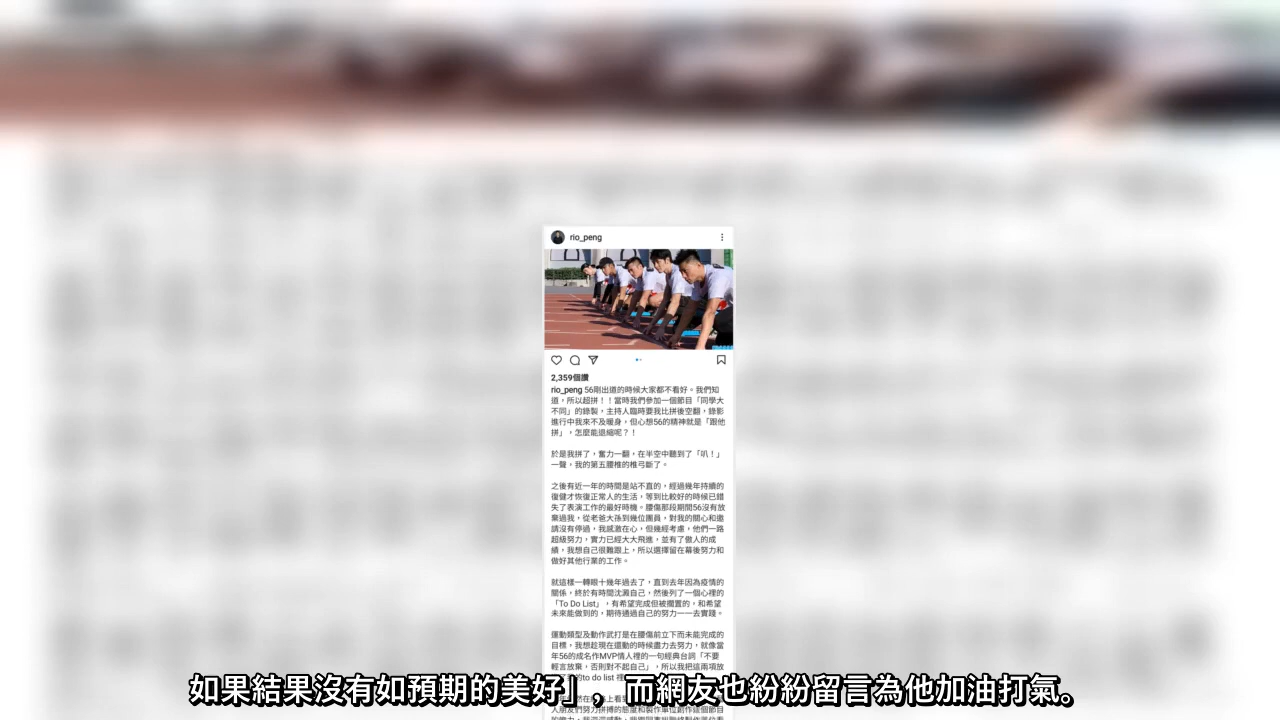 rio_peng
2,359個讚
rio_peng 56剛出道的時候大家都不看好。我們知
道，所以超拼！！當時我們參加一個節目「同學大
不同」的錄製，主持人臨時要我比拼後空翻，錄影
進行中我來不及暖身，但心想56的精神就是「跟他
拼」，怎麼能退縮呢？！
於是我拼了，奮力一翻，在半空中聽到了「叭！」
一聲，我的第五腰椎的椎弓斷了。
之後有近一年的時間是站不直的，經過幾年持續的
復健才恢復正常人的生活，等到比較好的時候已錯
失了表演工作的最好時機。腰傷那段期間56沒有放
棄過我，從老爸大孫到幾位團員，對我的關心和邀
請沒有停過，我感激在心，但幾經考慮，他們一路
超級努力，實力已經大大飛進，並有了傲人的成
績，我想自己很難跟上，所以選擇留在幕後努力和
做好其他行業的工作。
就這樣一轉眼十幾年過去了，直到去年因為疫情的
關係，終於有時間沈澱自己，然後列了一個心裡的
「To Do List」，有希望完成但被擱置的，和希望
未來能做到的，期待通過自己的努力一一去實踐。
運動類型及動作武打是在腰傷前立下而未能完成的
目標，我想趁現在還動的時候盡力去努力，就像當
年56的成名作MVP情人裡的一句經典台詞「不要
輕言放棄，否則對不起自己」，所以我把這兩項放
的to do list 裡
如果結果沒有如預期的美好』，而網友也紛紛留言為他加油打氣。